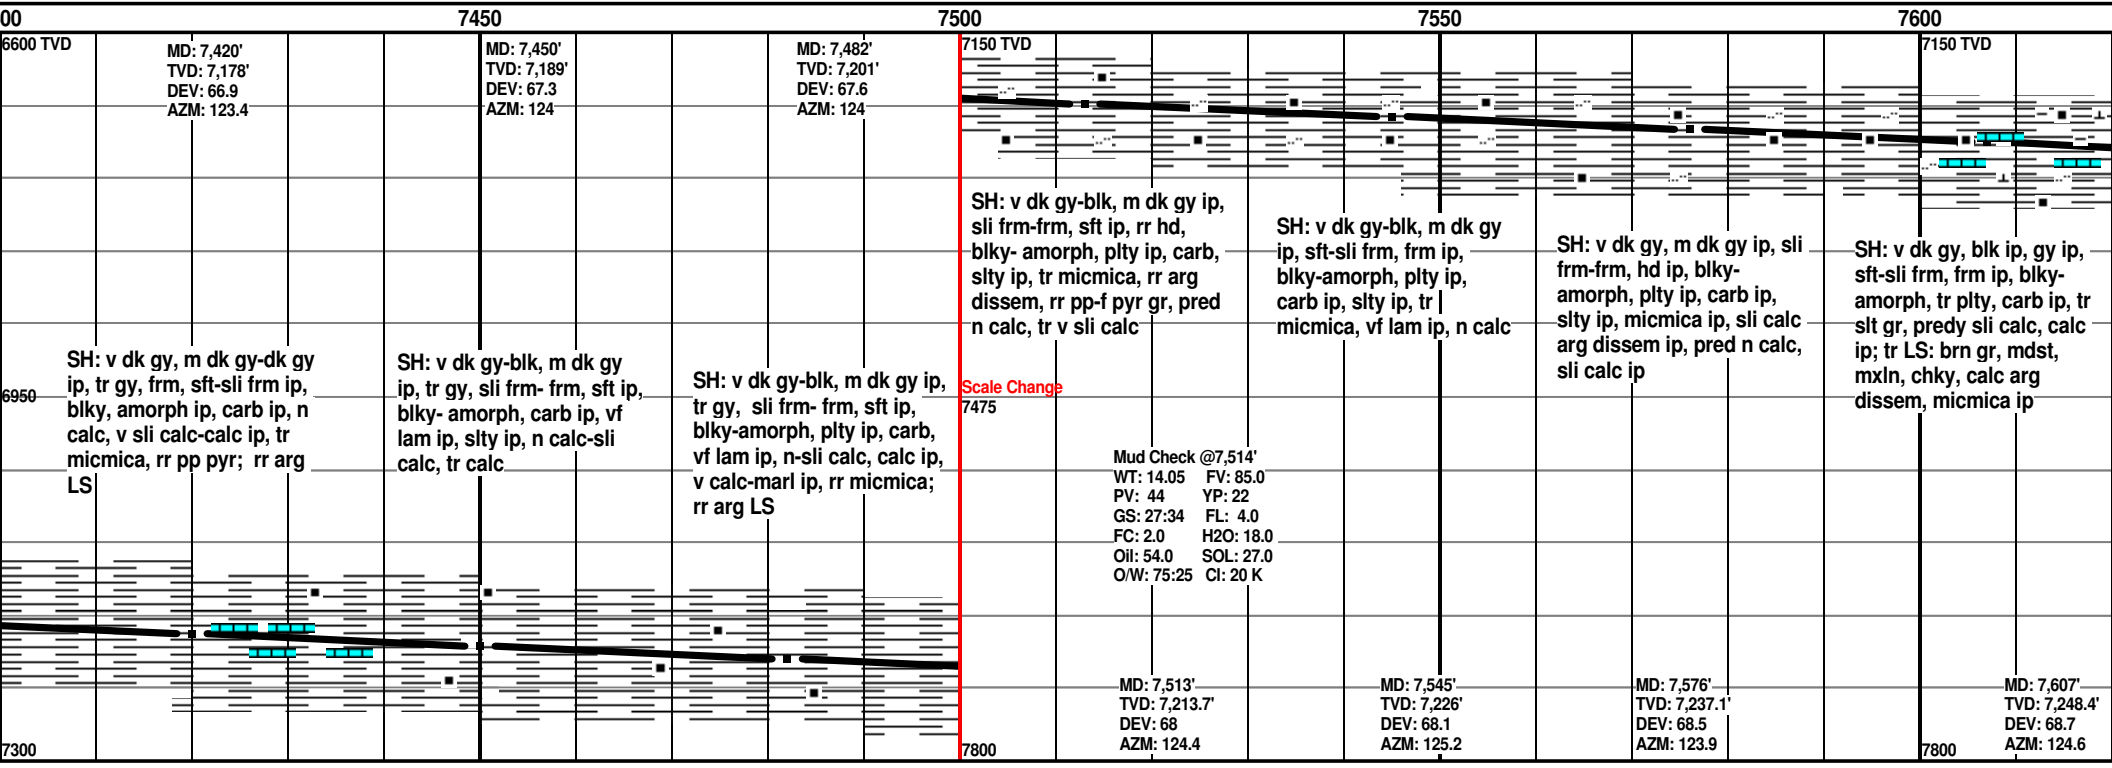 00
7450
7500
7550
7600
6600 TVD
MD: 7,420'
TVD: 7,178'
DEV: 66.9
AZM: 123.4
MD: 7,450'
TVD: 7,189'
DEV: 67.3
AZM: 124
MD: 7,482'
TVD: 7,201'
DEV: 67.6
AZM: 124
7150 TVD
7150 TVD
SH: v dk gy, m dk gy-dk gy
ip, tr gy, frm, sft-sli frm ip,
blky, amorph ip, carb ip, n
calc, v sli calc-calc ip, tr
micmica, rr pp pyr; rr arg
LS
SH: v dk gy-blk, m dk gy
ip, tr gy, sli frm- frm, sft ip,
blky- amorph, carb ip, vf
lam ip, slty ip, n calc-sli
calc, tr calc
SH: v dk gy-blk, m dk gy ip,
tr gy, sli frm- frm, sft ip,
blky-amorph, plty ip, carb,
vf lam ip, n-sli calc, calc ip,
v calc-marl ip, rr micmica;
rr arg LS
SH: v dk gy-blk, m dk gy ip,
sli frm-frm, sft ip, rr hd,
blky- amorph, plty ip, carb,
slty ip, tr micmica, rr arg
dissem, rr pp-f pyr gr, pred
n calc, tr v sli calc
SH: v dk gy-blk, m dk gy
ip, sft-sli frm, frm ip,
blky-amorph, plty ip,
carb ip, slty ip, tr
micmica, vf lam ip, n calc
SH: v dk gy, m dk gy ip, sli
frm-frm, hd ip, blky-
amorph, plty ip, carb ip,
slty ip, micmica ip, sli calc
arg dissem ip, pred n calc,
sli calc ip
SH: v dk gy, blk ip, gy ip,
sft-sli frm, frm ip, blky-
amorph, tr plty, carb ip, tr
slt gr, predy sli calc, calc
ip; tr LS: brn gr, mdst,
mxln, chky, calc arg
dissem, micmica ip
6950
Scale Change
7475
Mud Check @7,514'
WT: 14.05 FV: 85.0
PV: 44 YP: 22
GS: 27:34 FL: 4.0
FC: 2.0 H2O: 18.0
Oil: 54.0 SOL: 27.0
O/W: 75:25 Cl: 20 K
7300
7800
MD: 7,513'
TVD: 7,213.7'
DEV: 68
AZM: 124.4
MD: 7,545'
TVD: 7,226'
DEV: 68.1
AZM: 125.2
MD: 7,576'
TVD: 7,237.1'
DEV: 68.5
AZM: 123.9
7800
MD: 7,607'
TVD: 7,248.4'
DEV: 68.7
AZM: 124.6